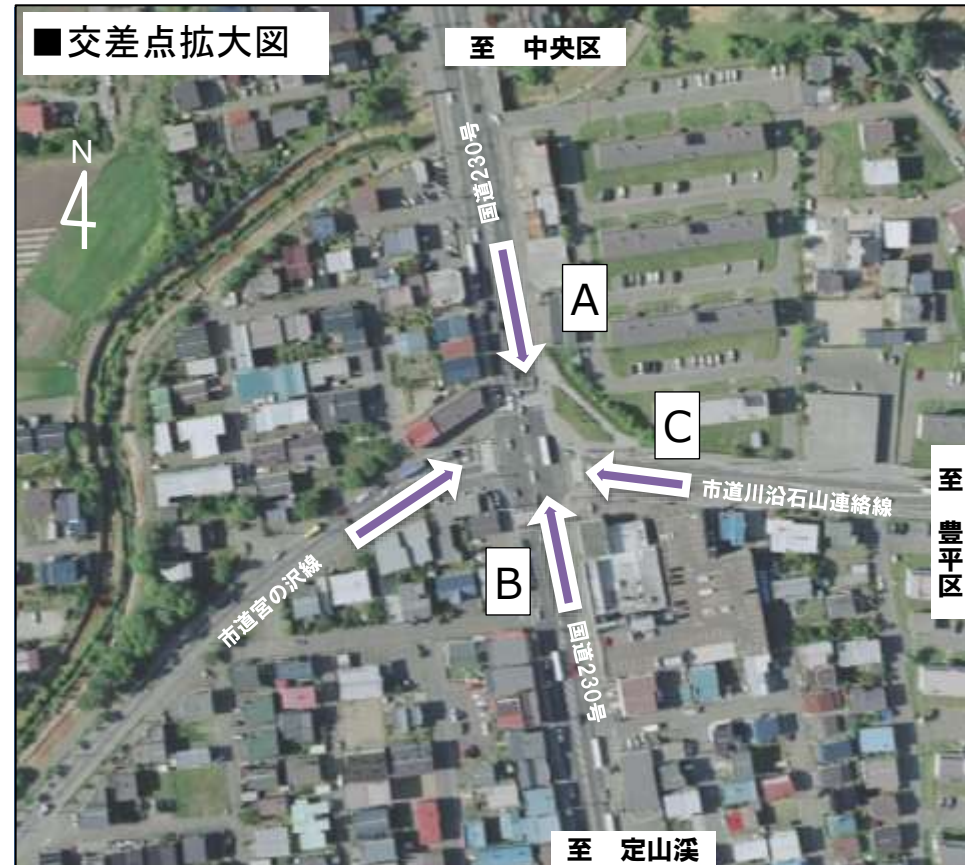 ■交差点拡大図
至 中央区
N
国道230号
A
C
市道川沿石山連絡線
至 豊平区
B
市道宮の沢線
国道230号
至 定山渓